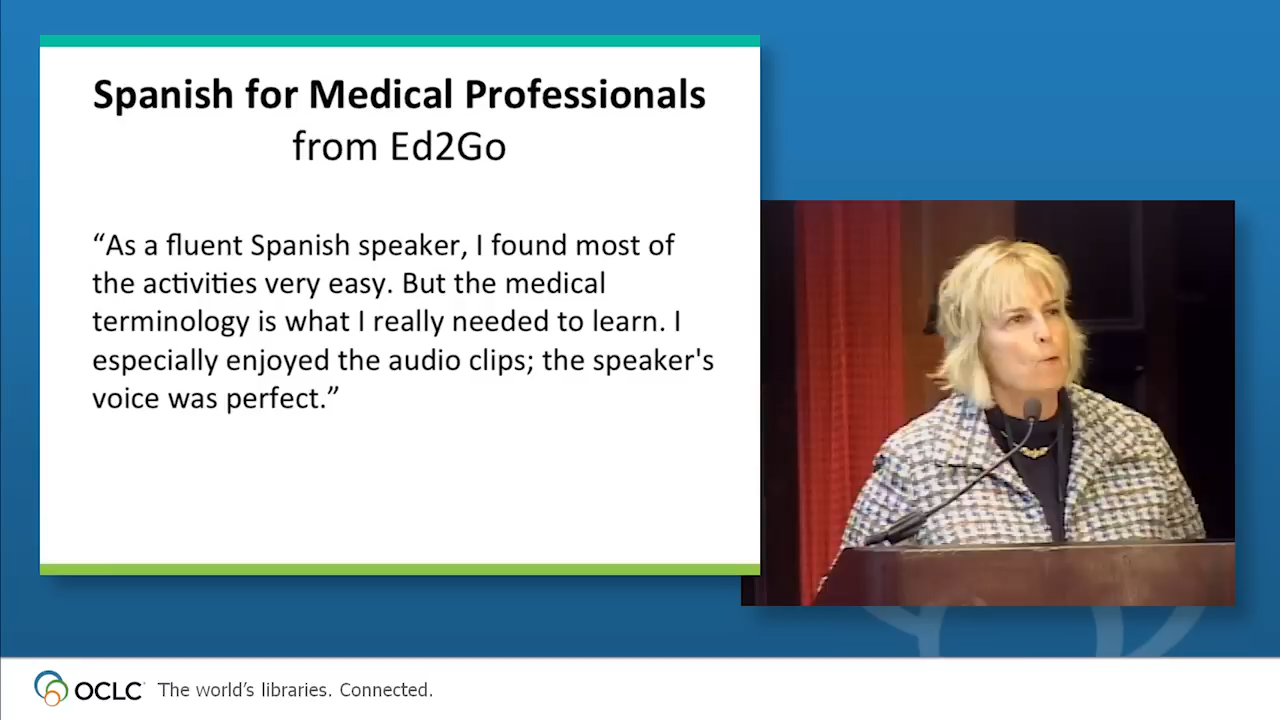 Spanish for Medical Professionals
from Ed2Go
“As a fluent Spanish speaker, I found most of
the activities very easy. But the medical
terminology is what I really needed to learn. I
especially enjoyed the audio clips; the speaker's
voice was perfect.”
OCLC The world’s libraries. Connected.